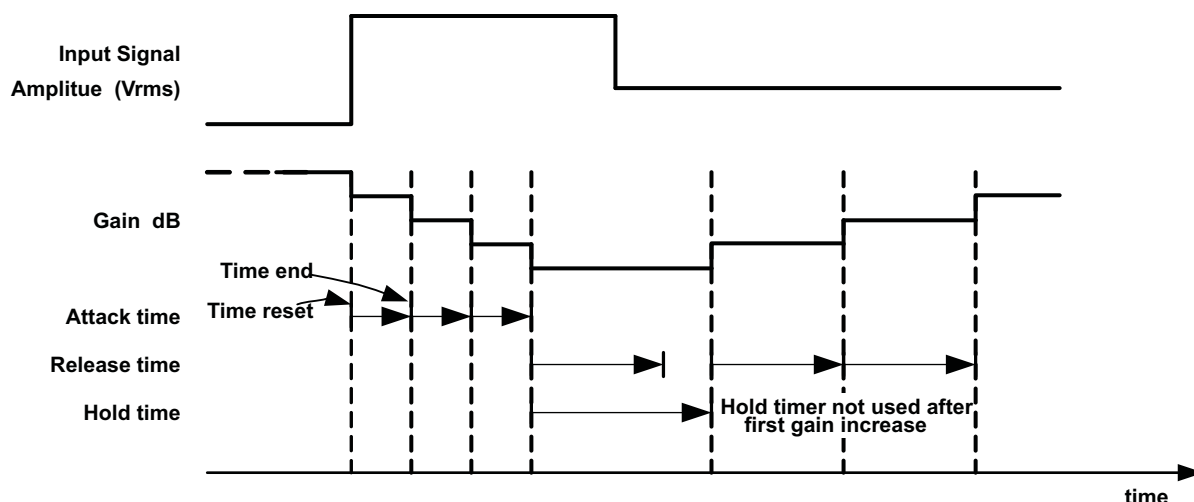 Input Signal
Amplitue (Vrms)
Gain dB
Time end
Time reset
Attack time
Release time
Hold time
Hold timer not used after
first gain increase
time